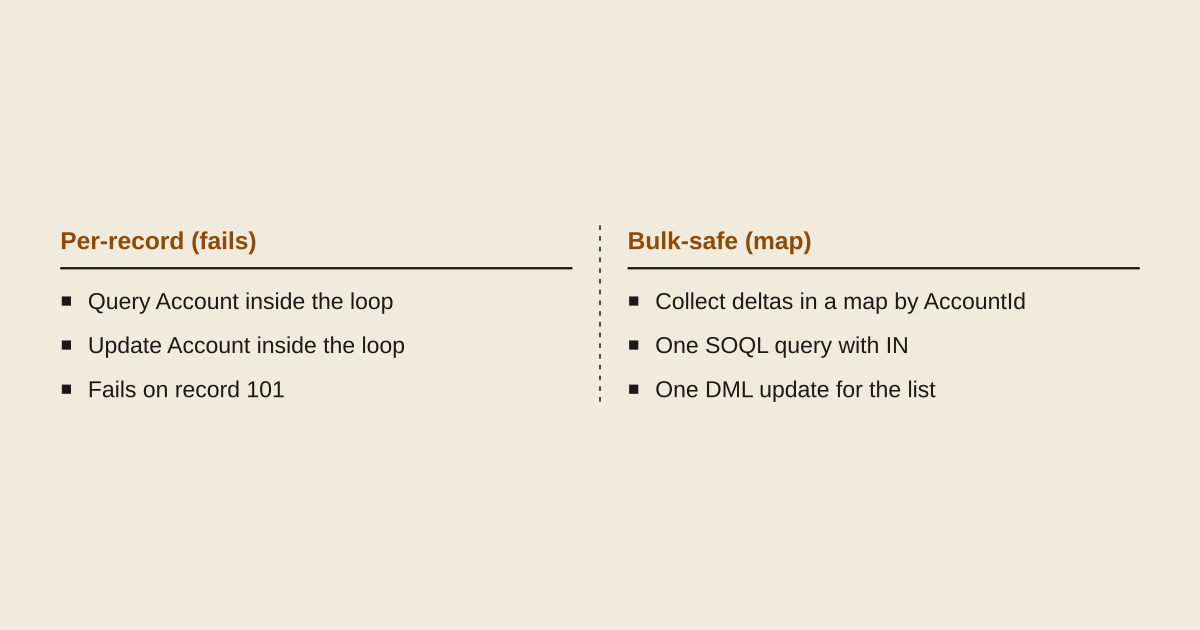 Per-record (fails)
Query Account inside the loop
Update Account inside the loop
Fails on record 101
Bulk-safe (map)
Collect deltas in a map by AccountId
One SOQL query with IN
One DML update for the list